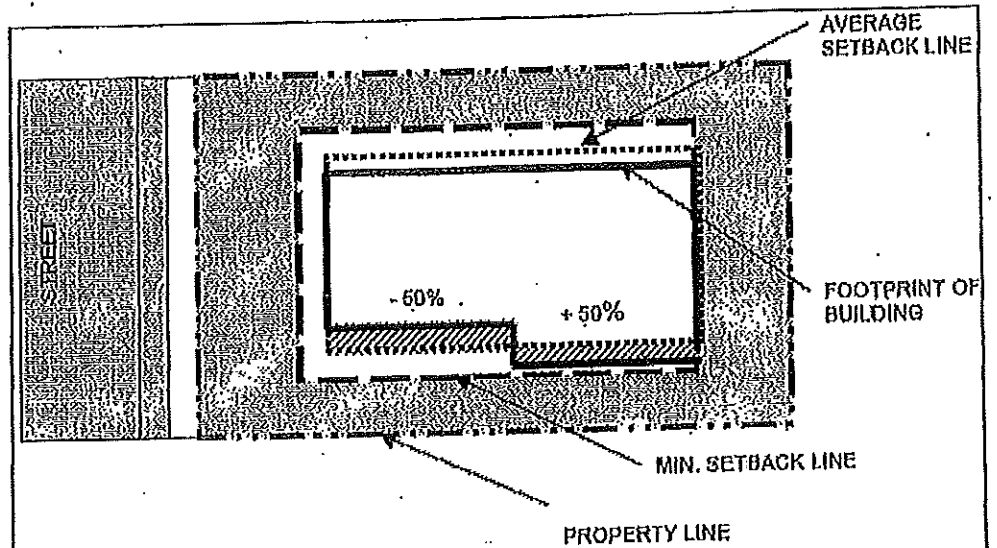 AVERAGE
SETBACK LINE
STREET
- 50%
+ 50%
FOOTPRINT OF
BUILDING
MIN. SETBACK LINE
PROPERTY LINE